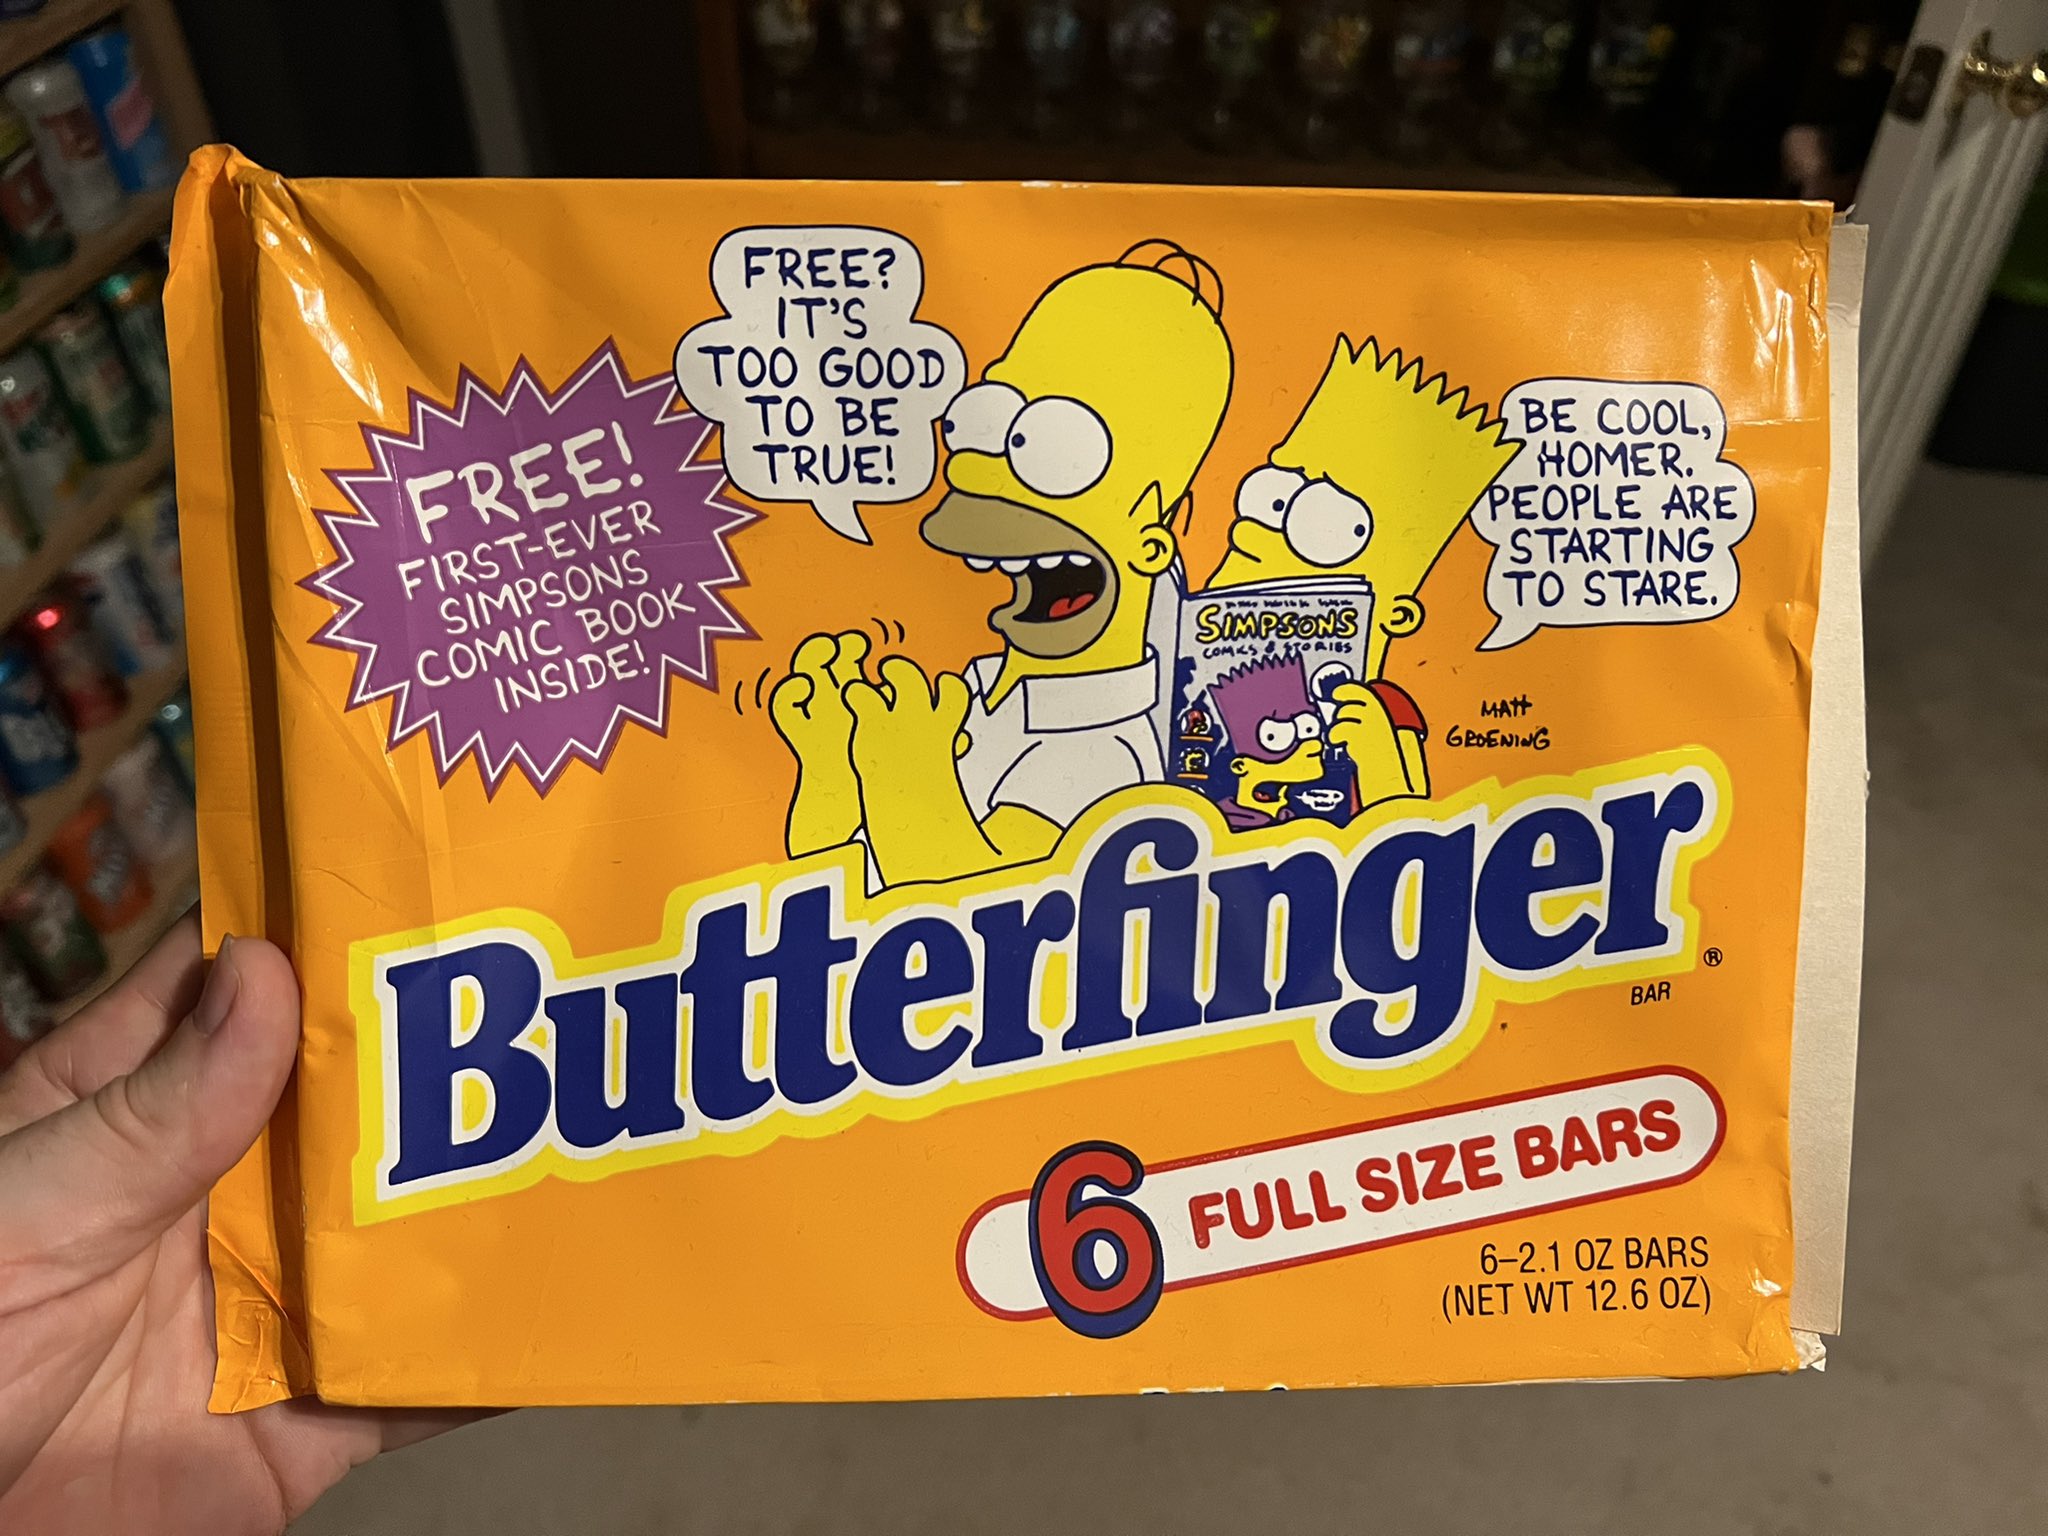 FREE?
IT'S
TOO GOOD
TO BE
TRUE!
BE COOL,
HOMER.
PEOPLE ARE
STARTING
TO STARE.
FREE!
FIRST-EVER
SIMPSONS
COMIC BOOK
INSIDE!
SIMPSONS
COMICS & STORIES
MATT
GROENING
Butterfinger
®
BAR
6 FULL SIZE BARS
6–2.1 OZ BARS
(NET WT 12.6 OZ)